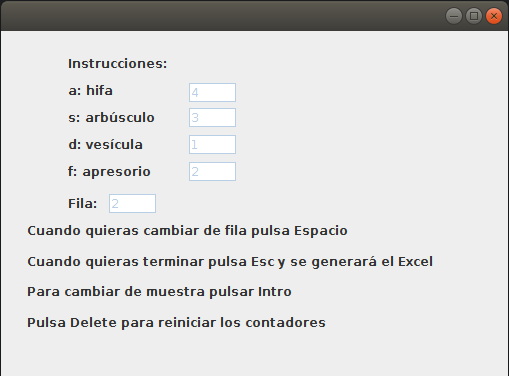 Instrucciones:
a: hifa 4
s: arbúsculo 3
d: vesícula 1
f: apresorio 2
Fila: 2
Cuando quieras cambiar de fila pulsa Espacio
Cuando quieras terminar pulsa Esc y se generará el Excel
Para cambiar de muestra pulsar Intro
Pulsa Delete para reiniciar los contadores